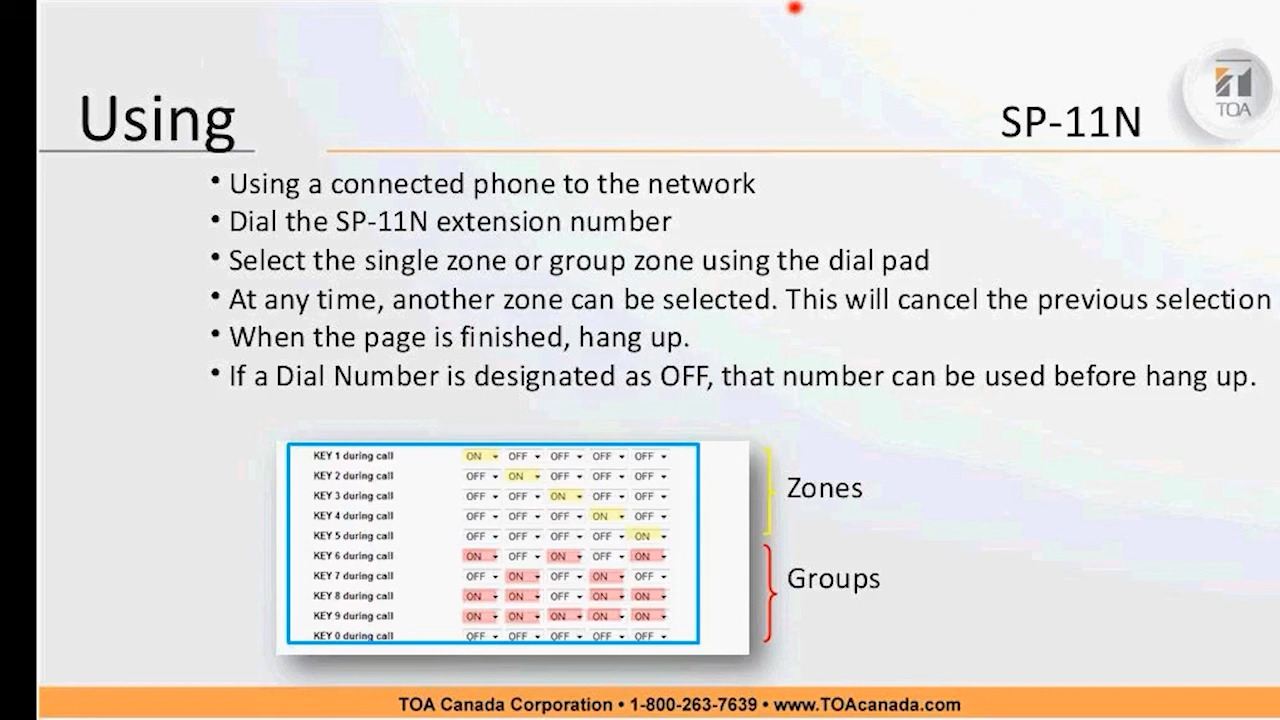 Using
SP-11N
TOA
• Using a connected phone to the network
• Dial the SP-11N extension number
• Select the single zone or group zone using the dial pad
• At any time, another zone can be selected. This will cancel the previous selection
• When the page is finished, hang up.
• If a Dial Number is designated as OFF, that number can be used before hang up.
KEY 1 during call ON OFF OFF OFF OFF
KEY 2 during call OFF ON OFF OFF OFF
KEY 3 during call OFF OFF ON OFF OFF
KEY 4 during call OFF OFF OFF ON OFF
KEY 5 during call OFF OFF OFF OFF ON
KEY 6 during call ON OFF ON OFF ON
KEY 7 during call OFF ON OFF ON OFF
KEY 8 during call ON ON OFF ON ON
KEY 9 during call ON ON ON ON ON
KEY 0 during call OFF OFF OFF OFF OFF
Zones
Groups
TOA Canada Corporation • 1-800-263-7639 • www.TOAcanada.com